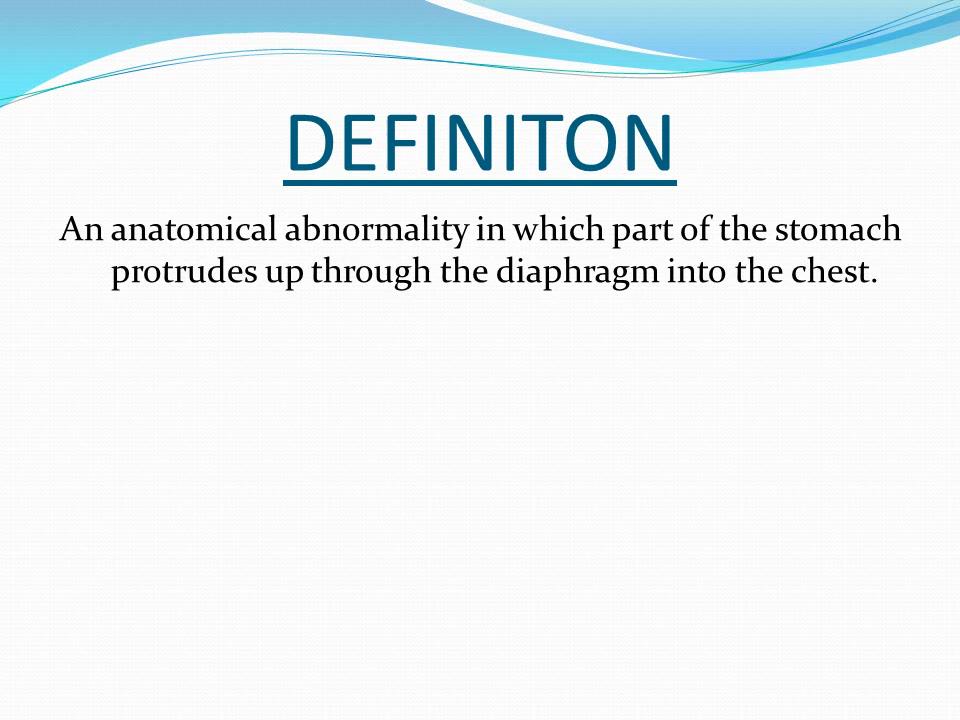 DEFINITON
An anatomical abnormality in which part of the stomach
protrudes up through the diaphragm into the chest.